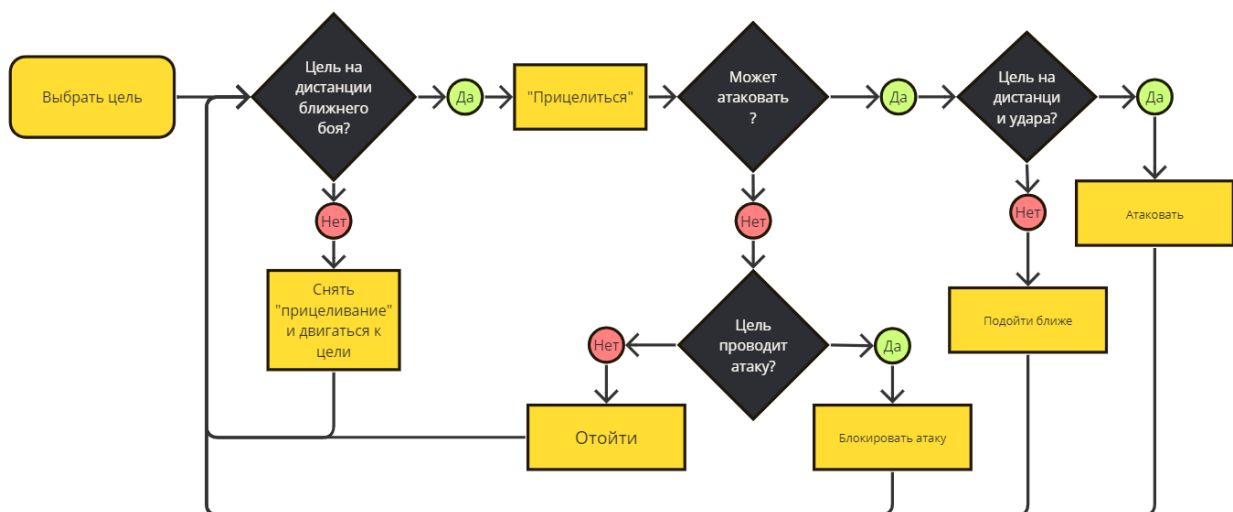 Выбрать цель
Цель на
дистанции
ближнего
боя?
Да
"Прицелиться"
Может
атаковать
?
Да
Цель на
дистанци
и удара?
Да
Нет
Нет
Нет
Атаковать
Снять
"прицеливание"
и двигаться к
цели
Подойти ближе
Цель
проводит
атаку?
Нет
Да
Отойти
Блокировать атаку